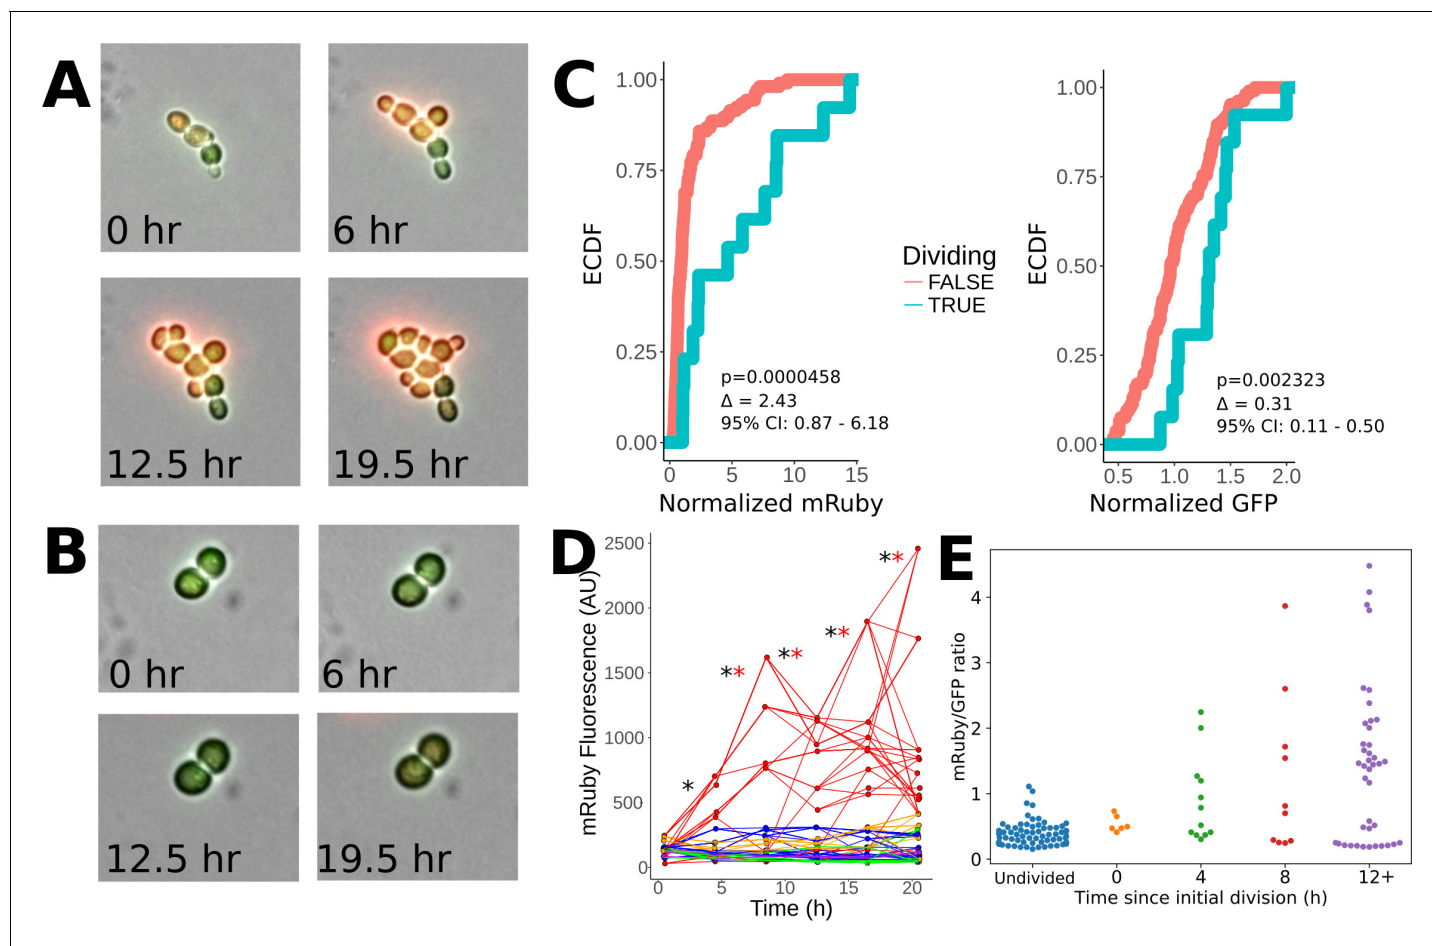 A
0 hr
6 hr
12.5 hr
19.5 hr
B
0 hr
6 hr
12.5 hr
19.5 hr
C
ECDF
1.00
0.75
0.50
0.25
0.00
p=0.0000458
Δ = 2.43
95% CI: 0.87 - 6.18
0
5
10
15
Normalized mRuby
Dividing
FALSE
TRUE
ECDF
1.00
0.75
0.50
0.25
0.00
p=0.002323
Δ = 0.31
95% CI: 0.11 - 0.50
0.5
1.0
1.5
2.0
Normalized GFP
D
mRuby Fluorescence (AU)
2500
2000
1500
1000
500
0
*
**
**
**
**
0
5
10
15
20
Time (h)
E
mRuby/GFP ratio
4
3
2
1
0
Undivided
0
4
8
12+
Time since initial division (h)